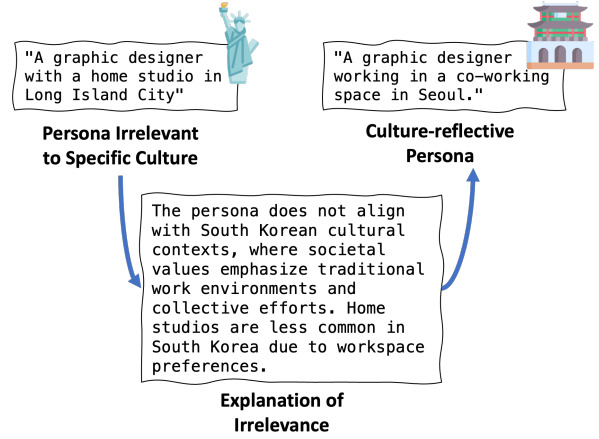 "A graphic designer
with a home studio in
Long Island City"
Persona Irrelevant
to Specific Culture
"A graphic designer
working in a co-working
space in Seoul."
Culture-reflective
Persona
The persona does not align
with South Korean cultural
contexts, where societal
values emphasize traditional
work environments and
collective efforts. Home
studios are less common in
South Korea due to workspace
preferences.
Explanation of
Irrelevance